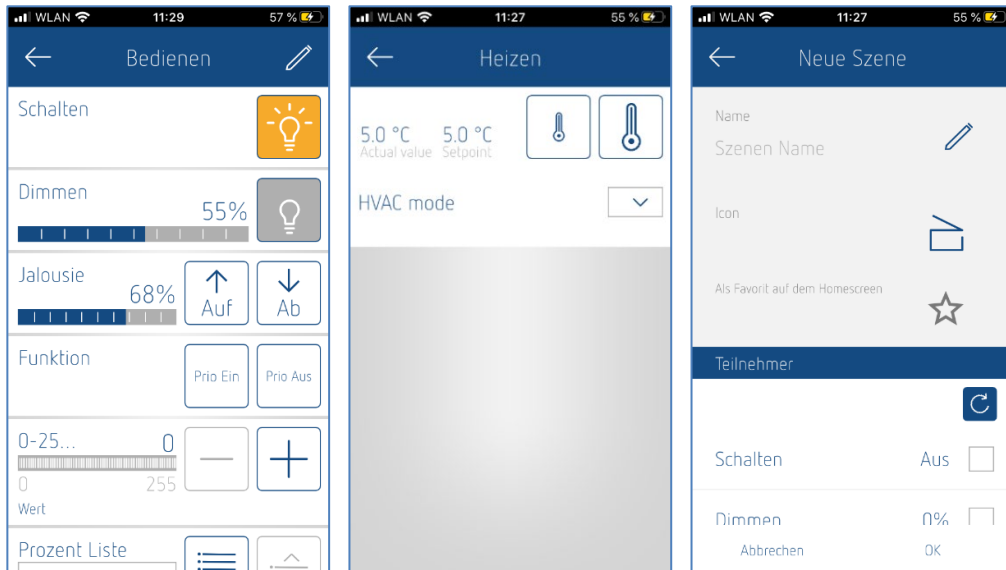 WLAN 11:29 57 %
Bedienen
Schalten
Dimmen
55%
Jalousie
68%
Auf
Ab
Funktion
Prio Ein
Prio Aus
0-25...
0
0 255
Wert
Prozent Liste
WLAN 11:27 55 %
Heizen
5.0 °C 5.0 °C
Actual value Setpoint
HVAC mode
WLAN 11:27 55 %
Neue Szene
Name
Szenen Name
Icon
Als Favorit auf dem Homescreen
Teilnehmer
Schalten Aus
Dimmen 0%
Abbrechen OK